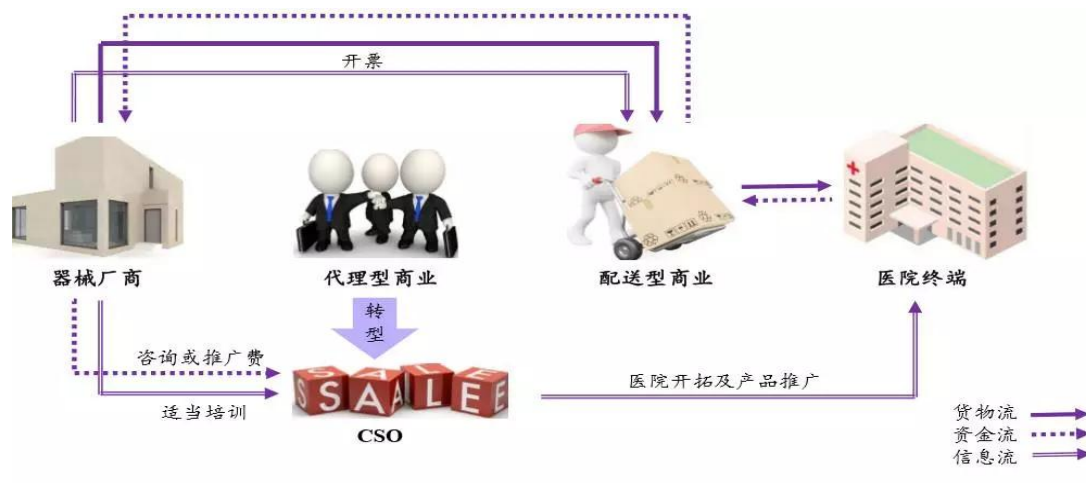 开票
器械厂商
代理型商业
配送型商业
医院终端
转
型
咨询或推广费
适当培训
SALE
SAALEE
CSO
医院开拓及产品推广
货物流
资金流
信息流